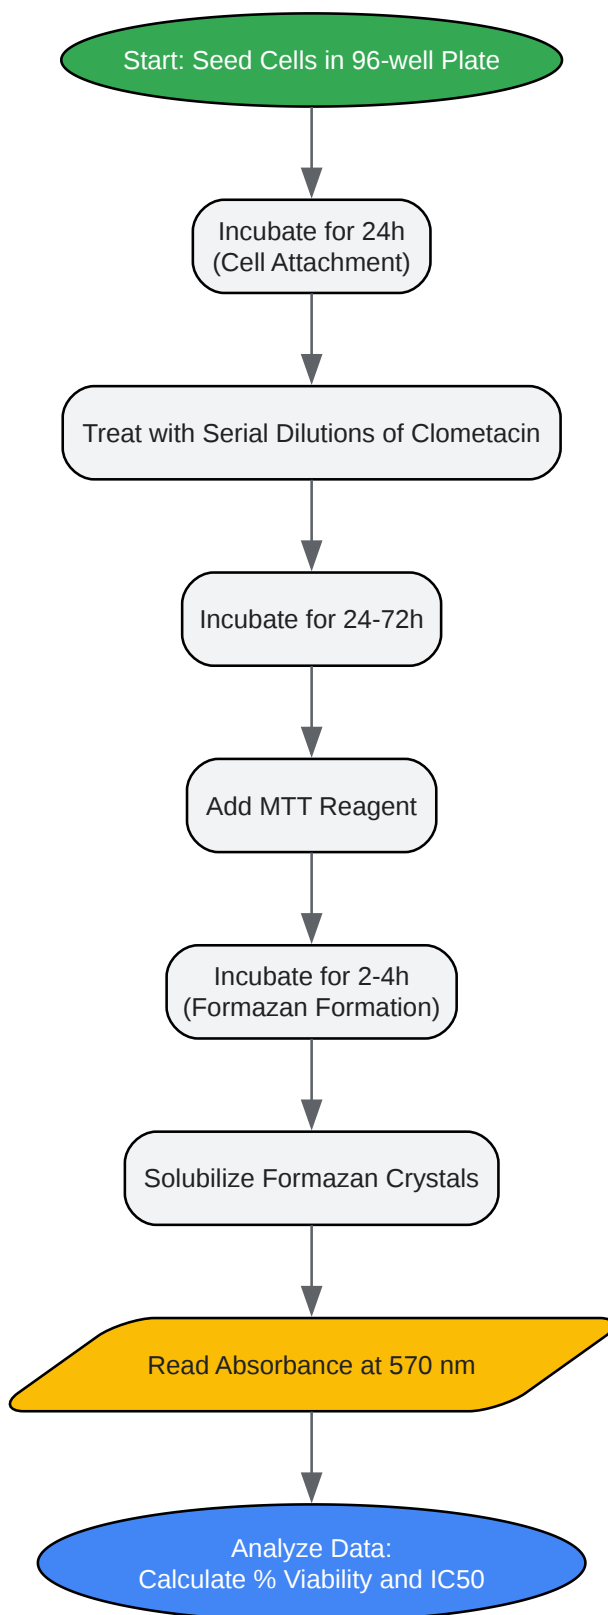 Start: Seed Cells in 96-well Plate
Incubate for 24h
(Cell Attachment)
Treat with Serial Dilutions of Clometacin
Incubate for 24-72h
Add MTT Reagent
Incubate for 2-4h
(Formazan Formation)
Solubilize Formazan Crystals
Read Absorbance at 570 nm
Analyze Data:
Calculate % Viability and IC50